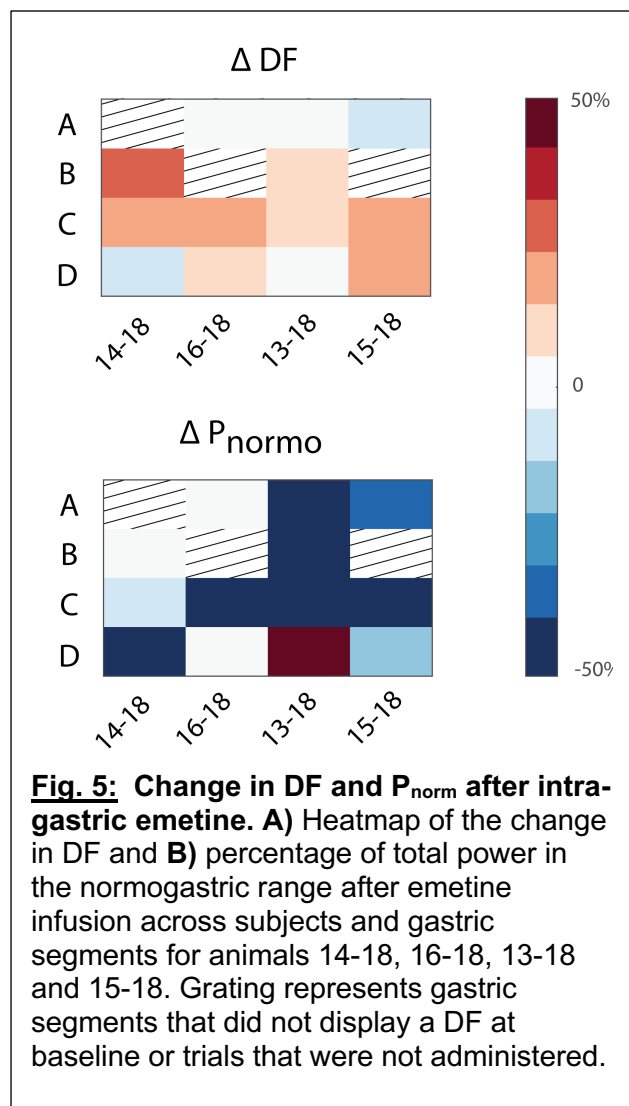 Δ DF
50%
A
B
C
D
14-18
16-18
13-18
15-18
0
Δ Pnormo
A
B
C
D
14-18
16-18
13-18
15-18
-50%
Fig. 5: Change in DF and Pnorm after intra-
gastric emetine. A) Heatmap of the change
in DF and B) percentage of total power in
the normogastric range after emetine
infusion across subjects and gastric
segments for animals 14-18, 16-18, 13-18
and 15-18. Grating represents gastric
segments that did not display a DF at
baseline or trials that were not administered.